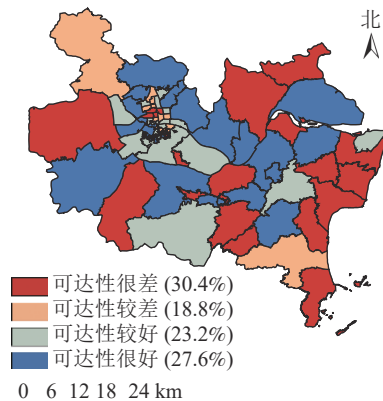 北
可达性很差 (30.4%)
可达性较差 (18.8%)
可达性较好 (23.2%)
可达性很好 (27.6%)
0 6 12 18 24 km